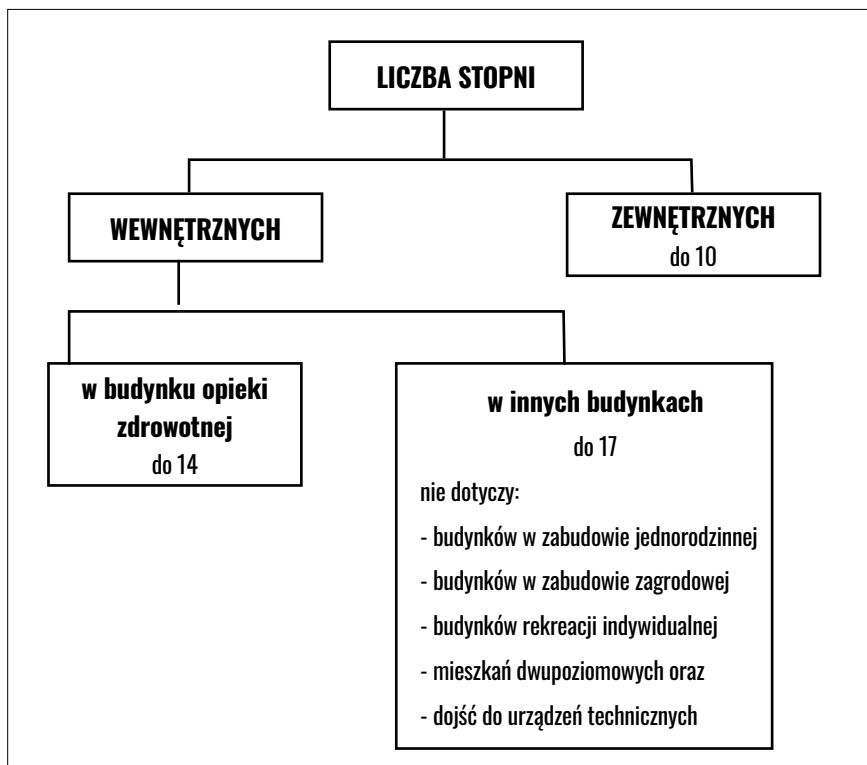 LICZBA STOPNI
WEWNĘTRZNYCH
ZEWNĘTRZNYCH
do 10
w budynku opieki
zdrowotnej
do 14
w innych budynkach
do 17
nie dotyczy:
- budynków w zabudowie jednorodzinnej
- budynków w zabudowie zagrodowej
- budynków rekreacji indywidualnej
- mieszkań dwupoziomowych oraz
- dojść do urządzeń technicznych